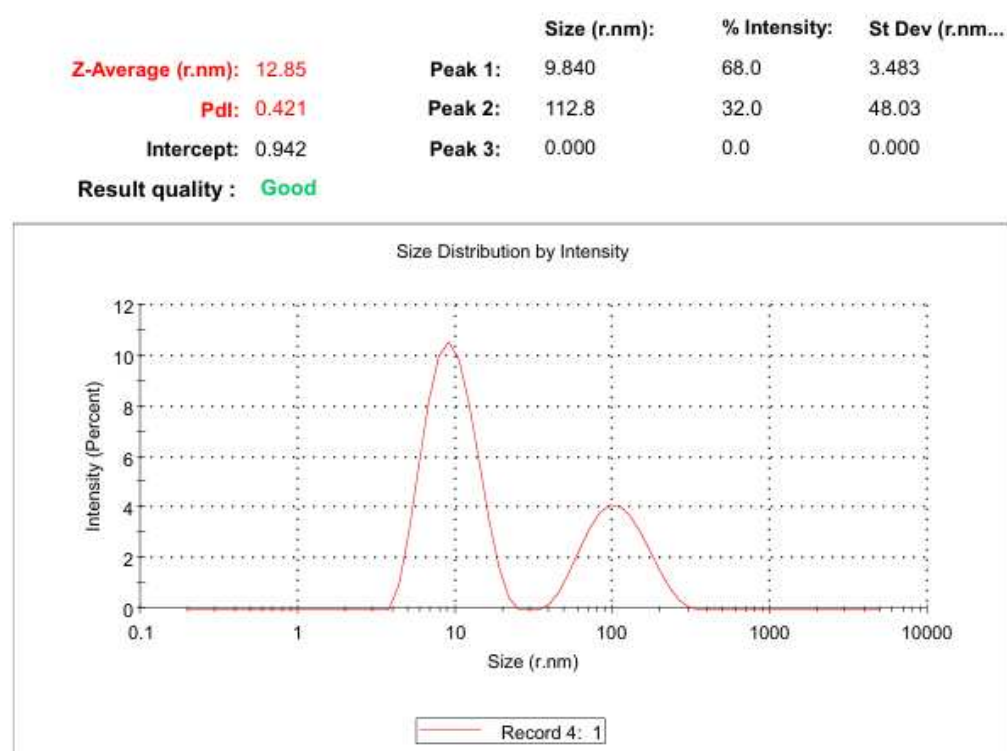 Size (r.nm): % Intensity: St Dev (r.nm...
Z-Average (r.nm): 12.85 Peak 1: 9.840 68.0 3.483
PdI: 0.421 Peak 2: 112.8 32.0 48.03
Intercept: 0.942 Peak 3: 0.000 0.0 0.000
Result quality : Good
Size Distribution by Intensity
12
10
8
6
4
2
0
Intensity (Percent)
0.1 1 10 100 1000 10000
Size (r.nm)
Record 4: 1